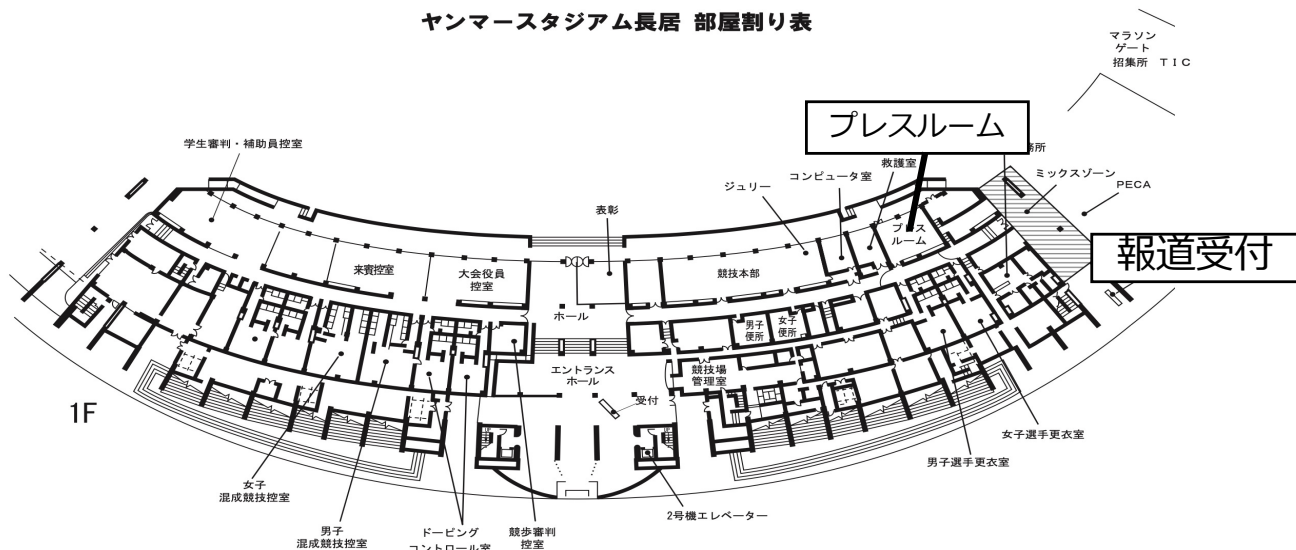 ヤンマースタジアム長居 部屋割り表
マラソン
ゲート
招集所 TIC
プレスルーム
務所
学生審判・補助員控室
救護室
コンピュータ室
ジュリー
ミックスゾーン
PECA
表彰
プレス
ルーム
報道受付
来賓控室
大会役員
控室
競技本部
ホール
男子
便所
女子
便所
エントランス
ホール
競技場
管理室
受付
1F
女子選手更衣室
男子選手更衣室
女子
混成競技控室
2号機エレベーター
男子
混成競技控室
ドーピング
コントロール室
競歩審判
控室